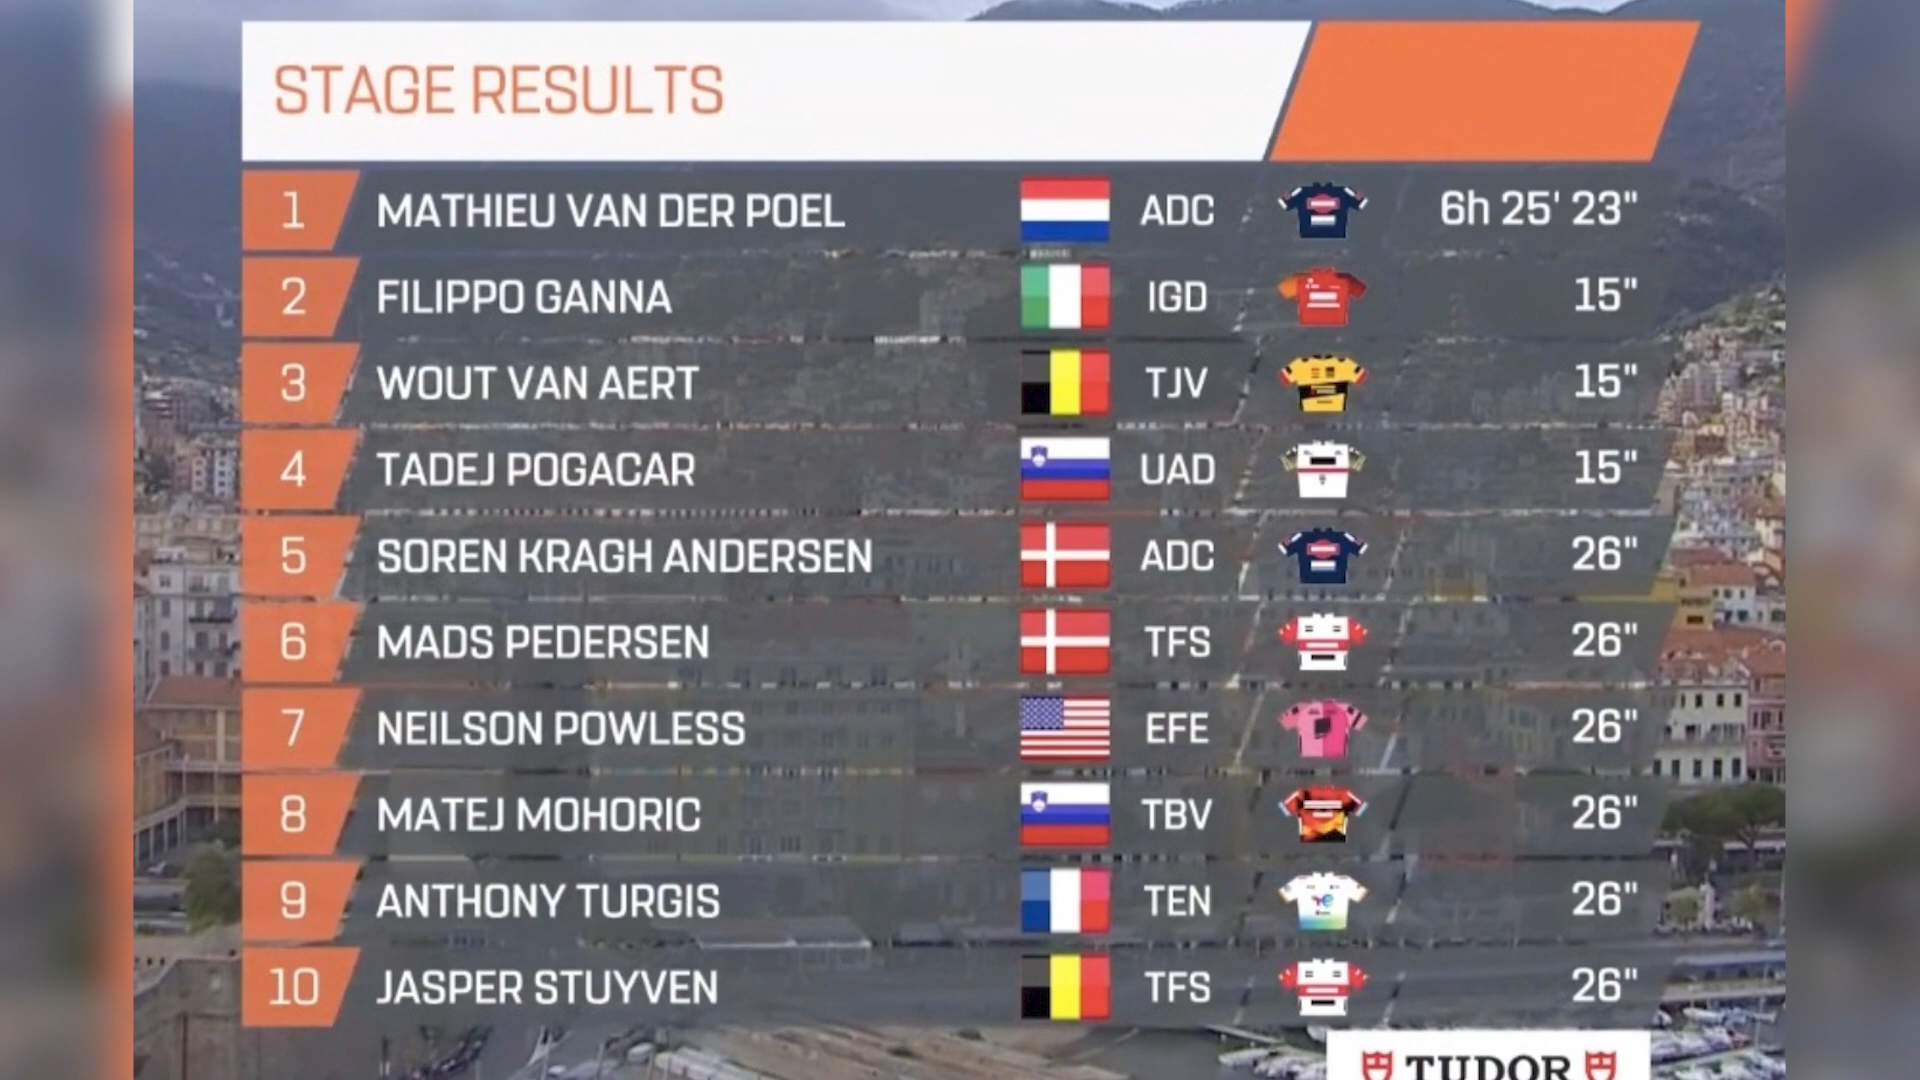 STAGE RESULTS
1 MATHIEU VAN DER POEL ADC 6h 25' 23"
2 FILIPPO GANNA IGD 15"
3 WOUT VAN AERT TJV 15"
4 TADEJ POGACAR UAD 15"
5 SOREN KRAGH ANDERSEN ADC 26"
6 MADS PEDERSEN TFS 26"
7 NEILSON POWLESS EFE 26"
8 MATEJ MOHORIC TBV 26"
9 ANTHONY TURGIS TEN 26"
10 JASPER STUYVEN TFS 26"
TUDOR